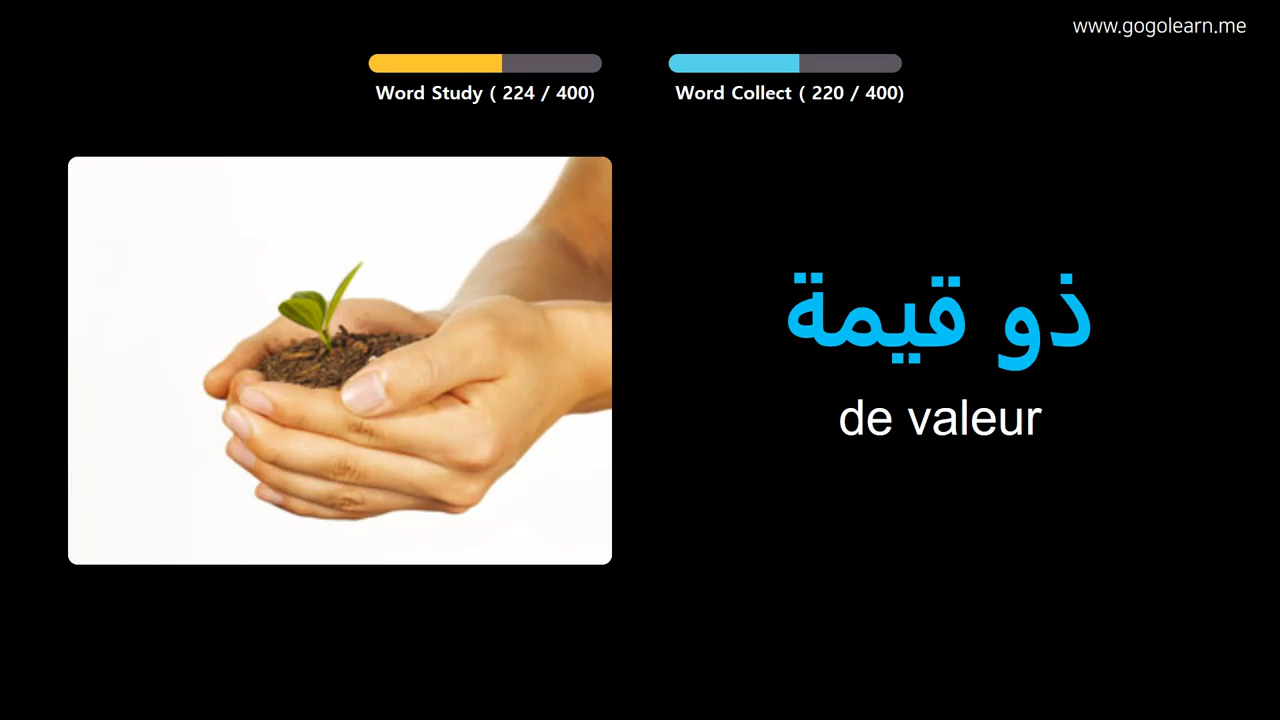 www.gogolearn.me
Word Study ( 224 / 400)
Word Collect ( 220 / 400)
ذو قيمة
de valeur